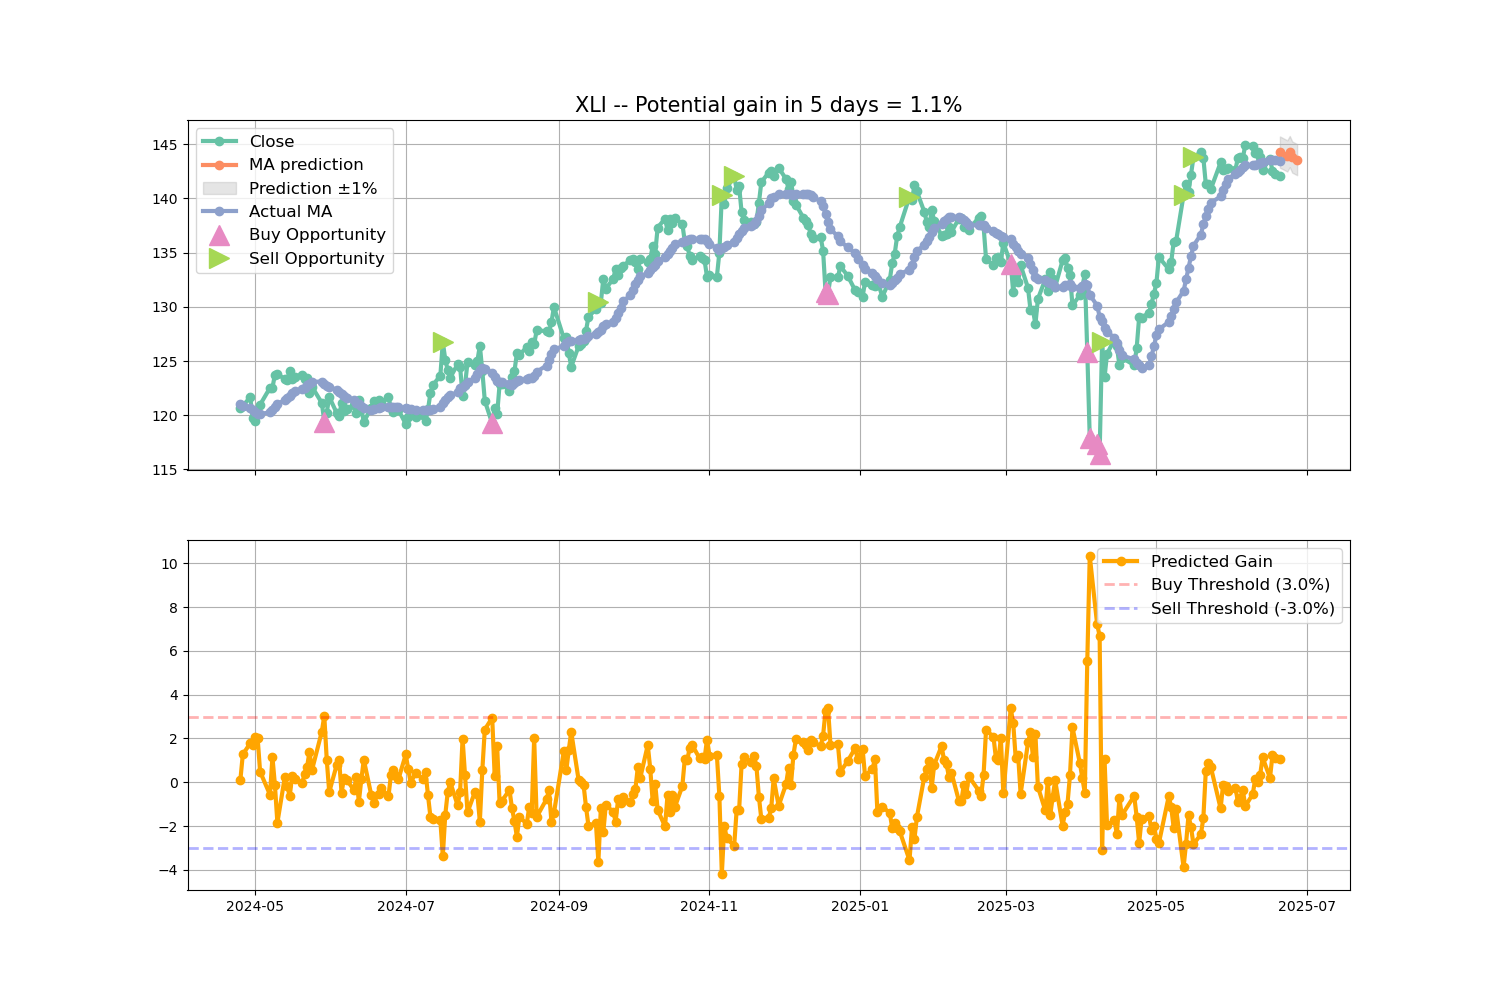 XLI -- Potential gain in 5 days = 1.1%
145
140
135
130
125
120
115
Close
MA prediction
Prediction ±1%
Actual MA
Buy Opportunity
Sell Opportunity
10
8
6
4
2
0
−2
−4
Predicted Gain
Buy Threshold (3.0%)
Sell Threshold (-3.0%)
2024-05
2024-07
2024-09
2024-11
2025-01
2025-03
2025-05
2025-07